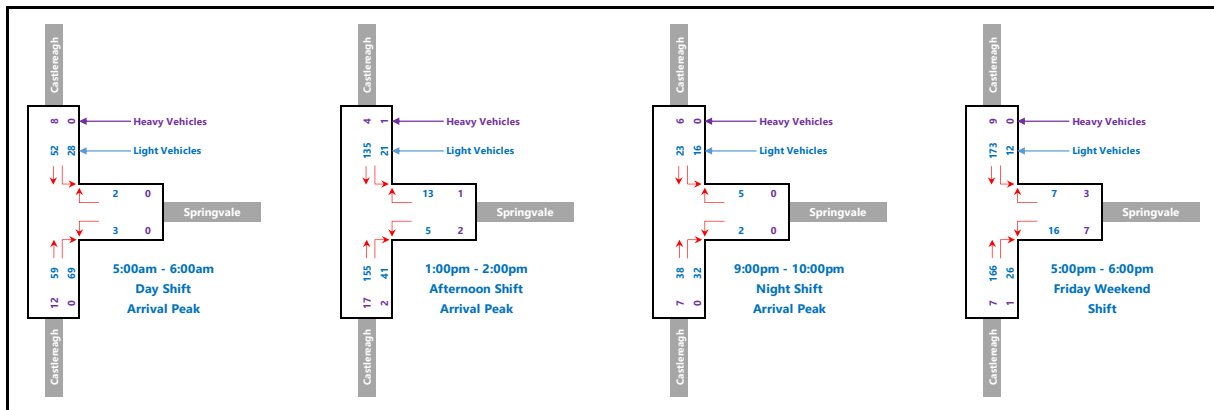 Castlereagh
8 0
Heavy Vehicles
52 28
Light Vehicles
2 0
Springvale
3 0
59 69
12 0
5:00am - 6:00am
Day Shift
Arrival Peak
Castlereagh
Castlereagh
4 1
Heavy Vehicles
135 21
Light Vehicles
13 1
Springvale
5 2
155 41
17 2
1:00pm - 2:00pm
Afternoon Shift
Arrival Peak
Castlereagh
Castlereagh
6 0
Heavy Vehicles
23 16
Light Vehicles
5 0
Springvale
2 0
38 32
7 0
9:00pm - 10:00pm
Night Shift
Arrival Peak
Castlereagh
Castlereagh
9 0
Heavy Vehicles
173 12
Light Vehicles
7 3
Springvale
16 7
166 26
7 1
5:00pm - 6:00pm
Friday Weekend
Shift
Castlereagh